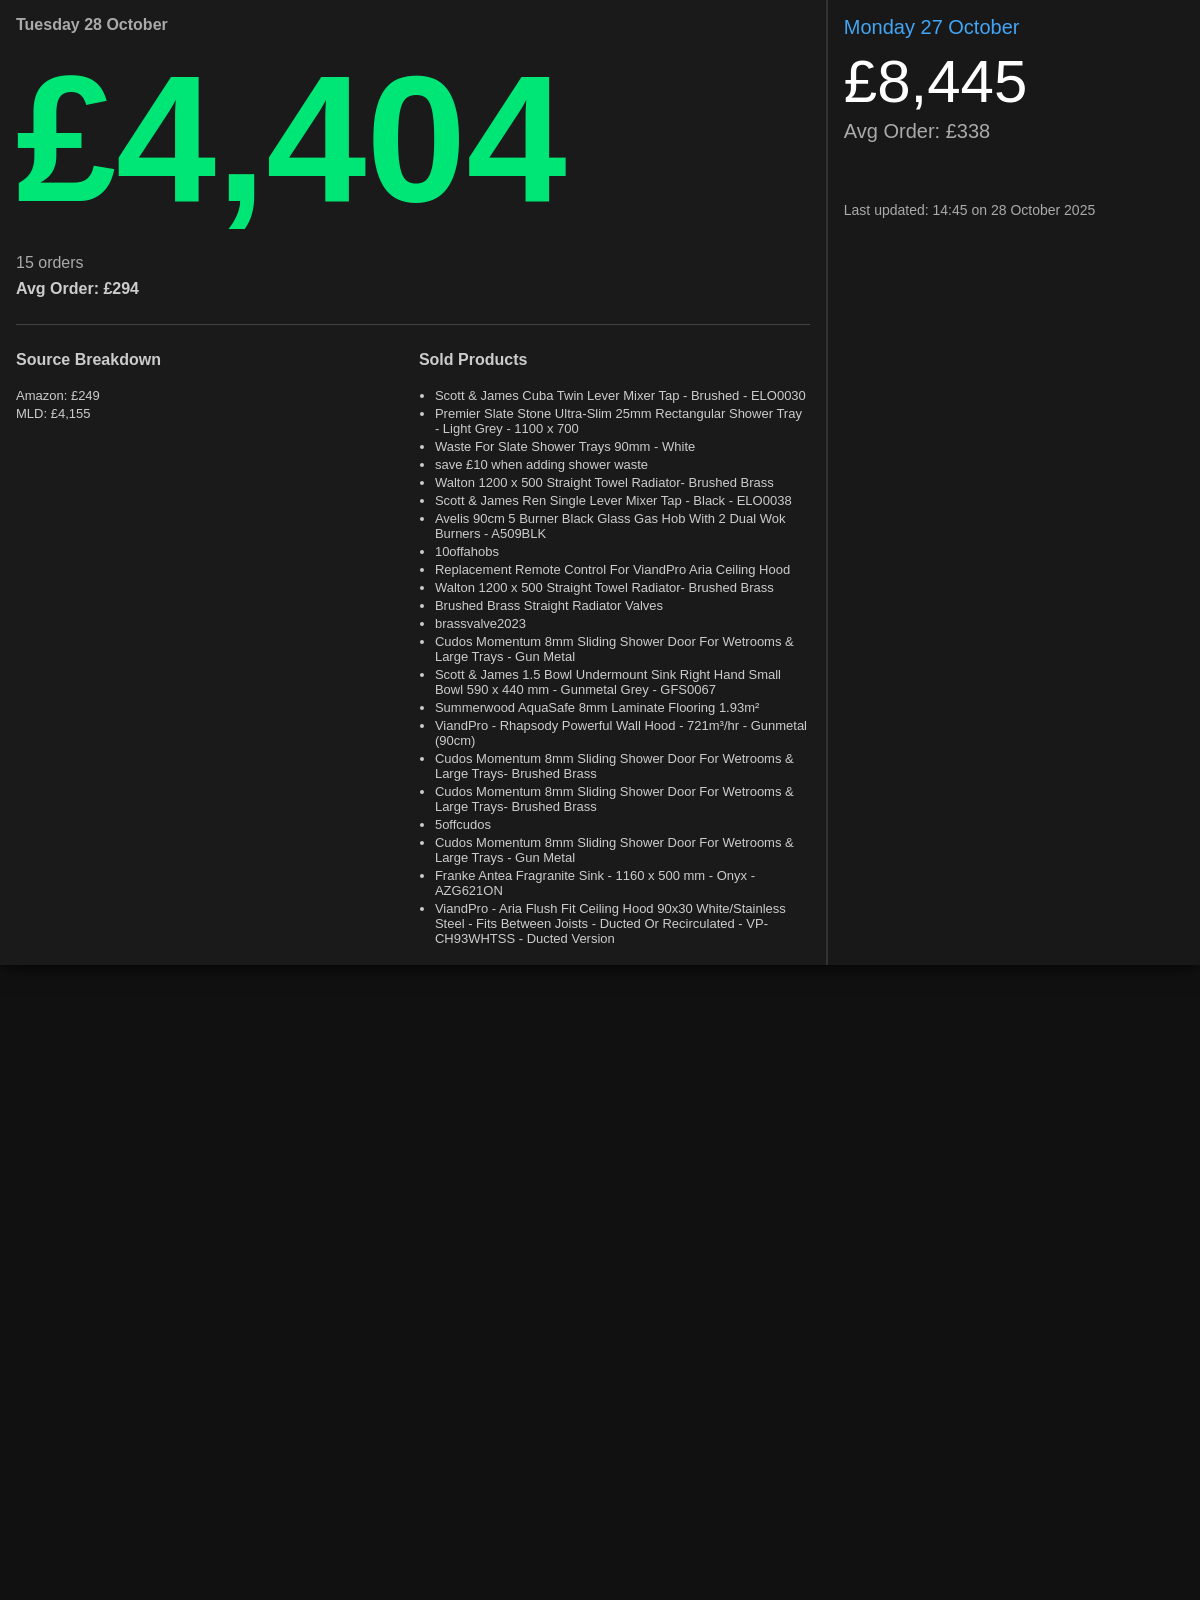 Tuesday 28 October
£4,404
15 orders
Avg Order: £294
Source Breakdown
Amazon: £249
MLD: £4,155
Sold Products
Scott & James Cuba Twin Lever Mixer Tap - Brushed - ELO0030
Premier Slate Stone Ultra-Slim 25mm Rectangular Shower Tray
- Light Grey - 1100 x 700
Waste For Slate Shower Trays 90mm - White
save £10 when adding shower waste
Walton 1200 x 500 Straight Towel Radiator- Brushed Brass
Scott & James Ren Single Lever Mixer Tap - Black - ELO0038
Avelis 90cm 5 Burner Black Glass Gas Hob With 2 Dual Wok
Burners - A509BLK
10offahobs
Replacement Remote Control For ViandPro Aria Ceiling Hood
Walton 1200 x 500 Straight Towel Radiator- Brushed Brass
Brushed Brass Straight Radiator Valves
brassvalve2023
Cudos Momentum 8mm Sliding Shower Door For Wetrooms &
Large Trays - Gun Metal
Scott & James 1.5 Bowl Undermount Sink Right Hand Small
Bowl 590 x 440 mm - Gunmetal Grey - GFS0067
Summerwood AquaSafe 8mm Laminate Flooring 1.93m²
ViandPro - Rhapsody Powerful Wall Hood - 721m³/hr - Gunmetal
(90cm)
Cudos Momentum 8mm Sliding Shower Door For Wetrooms &
Large Trays- Brushed Brass
Cudos Momentum 8mm Sliding Shower Door For Wetrooms &
Large Trays- Brushed Brass
5offcudos
Cudos Momentum 8mm Sliding Shower Door For Wetrooms &
Large Trays - Gun Metal
Franke Antea Fragranite Sink - 1160 x 500 mm - Onyx -
AZG621ON
ViandPro - Aria Flush Fit Ceiling Hood 90x30 White/Stainless
Steel - Fits Between Joists - Ducted Or Recirculated - VP-
CH93WHTSS - Ducted Version
Monday 27 October
£8,445
Avg Order: £338
Last updated: 14:45 on 28 October 2025